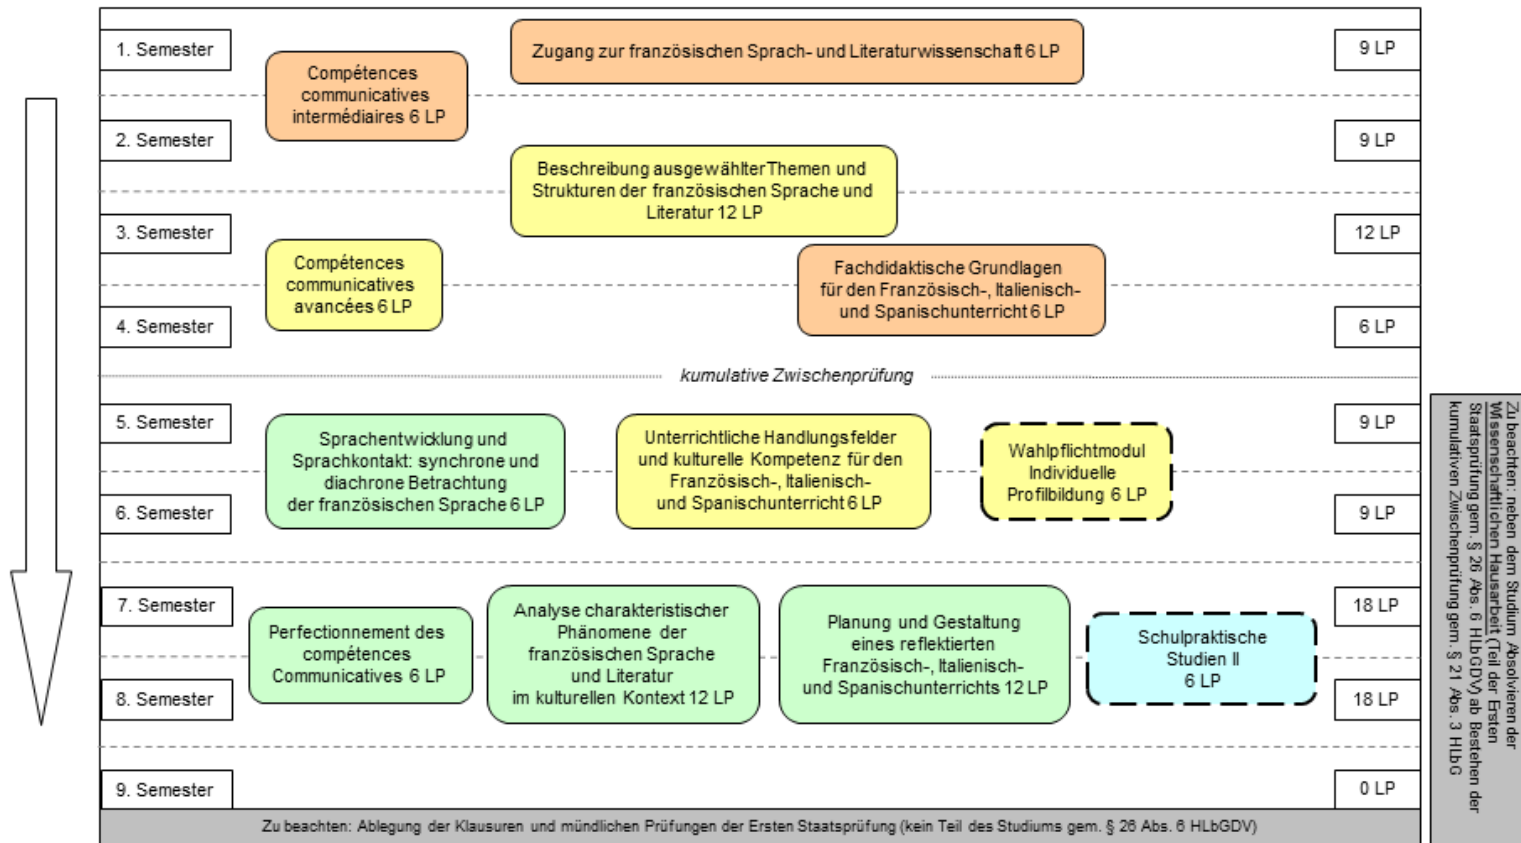 1. Semester
Zugang zur französischen Sprach- und Literaturwissenschaft 6 LP
9 LP
Compétences
communicatives
intermédiaires 6 LP
2. Semester
9 LP
Beschreibung ausgewählter Themen und
Strukturen der französischen Sprache und
Literatur 12 LP
3. Semester
12 LP
Compétences
communicatives
avancées 6 LP
Fachdidaktische Grundlagen
für den Französisch-, Italienisch-
und Spanischunterricht 6 LP
4. Semester
6 LP
kumulative Zwischenprüfung
5. Semester
9 LP
Sprachentwicklung und
Sprachkontakt: synchrone und
diachrone Betrachtung
der französischen Sprache 6 LP
Unterrichtliche Handlungsfelder
und kulturelle Kompetenz für den
Französisch-, Italienisch-
und Spanischunterricht 6 LP
Wahlpflichtmodul
Individuelle
Profilbildung 6 LP
6. Semester
9 LP
7. Semester
18 LP
Perfectionnement des
compétences
Communicatives 6 LP
Analyse charakteristischer
Phänomene der
französischen Sprache
und Literatur
im kulturellen Kontext 12 LP
Planung und Gestaltung
eines reflektierten
Französisch-, Italienisch-
und Spanischunterrichts 12 LP
Schulpraktische
Studien II
6 LP
8. Semester
18 LP
9. Semester
0 LP
Zu beachten: Ablegung der Klausuren und mündlichen Prüfungen der Ersten Staatsprüfung (kein Teil des Studiums gem. § 26 Abs. 6 HLbGDV)
Zu beachten: neben dem Studium Absolvieren der
Wissenschaftlichen Hausarbeit (Teil der Ersten
Staatsprüfung gem. § 26 Abs. 6 HLbGDV) ab Bestehen der
kumulativen Zwischenprüfung gem. § 21 Abs. 3 HLbG